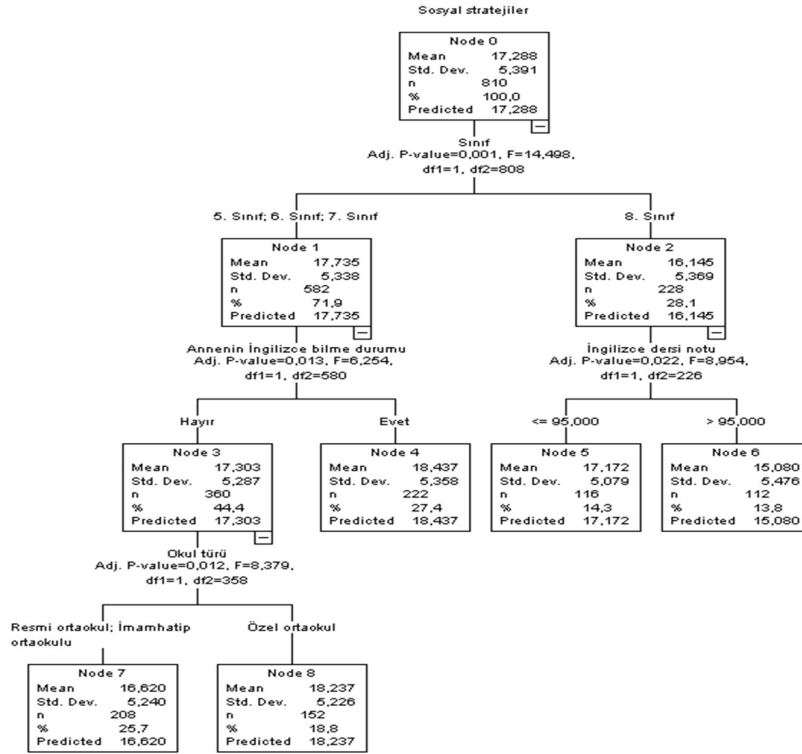 Sosyal stratejiler
Node 0
Mean 17,288
Std. Dev. 5,391
n 810
% 100,0
Predicted 17,288
Sınıf
Adj. P-value=0,001, F=14,498,
df1=1, df2=808
5. Sınıf; 6. Sınıf; 7. Sınıf
8. Sınıf
Node 1
Mean 17,735
Std. Dev. 5,338
n 582
% 71,9
Predicted 17,735
Node 2
Mean 16,145
Std. Dev. 5,369
n 228
% 28,1
Predicted 16,145
Annenin İngilizce bilme durumu
Adj. P-value=0,013, F=6,254,
df1=1, df2=580
İngilizce dersi notu
Adj. P-value=0,022, F=8,954,
df1=1, df2=226
Hayır
Evet
<= 95,000
> 95,000
Node 3
Mean 17,303
Std. Dev. 5,287
n 360
% 44,4
Predicted 17,303
Node 4
Mean 18,437
Std. Dev. 5,358
n 222
% 27,4
Predicted 18,437
Node 5
Mean 17,172
Std. Dev. 5,079
n 116
% 14,3
Predicted 17,172
Node 6
Mean 15,080
Std. Dev. 5,476
n 112
% 13,8
Predicted 15,080
Okul türü
Adj. P-value=0,012, F=8,379,
df1=1, df2=358
Resmi ortaokul; İmamhatip
ortaokulu
Özel ortaokul
Node 7
Mean 16,620
Std. Dev. 5,240
n 208
% 25,7
Predicted 16,620
Node 8
Mean 18,237
Std. Dev. 5,226
n 152
% 18,8
Predicted 18,237